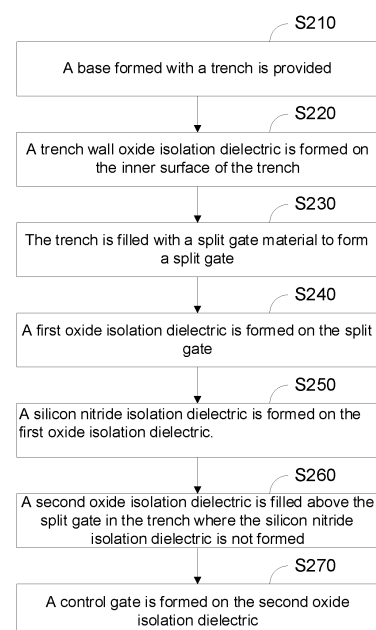 S210
A base formed with a trench is provided
S220
A trench wall oxide isolation dielectric is formed on
the inner surface of the trench
S230
The trench is filled with a split gate material to form
a split gate
S240
A first oxide isolation dielectric is formed on the split
gate
S250
A silicon nitride isolation dielectric is formed on the
first oxide isolation dielectric.
S260
A second oxide isolation dielectric is filled above the
split gate in the trench where the silicon nitride
isolation dielectric is not formed
S270
A control gate is formed on the second oxide
isolation dielectric